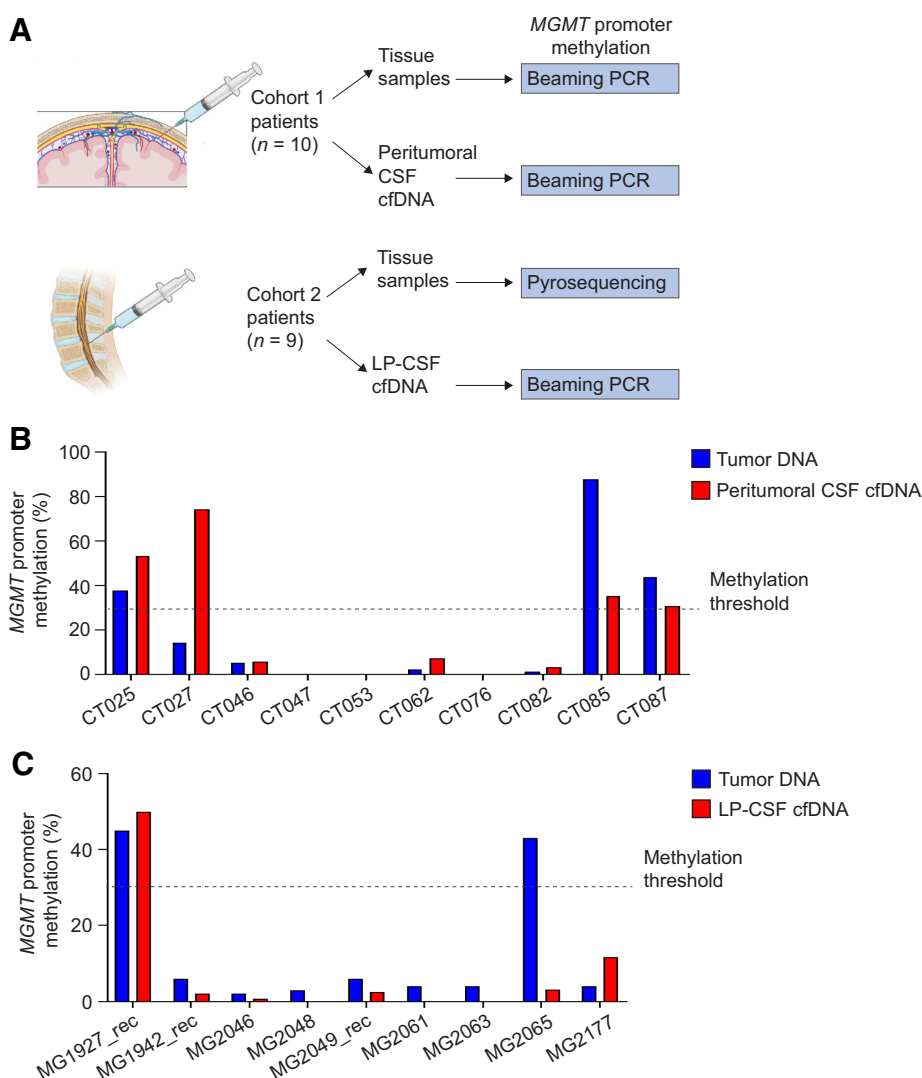 A
MGMT promoter
methylation
Cohort 1
patients
(n = 10)
Tissue
samples
Beaming PCR
Peritumoral
CSF
cfDNA
Beaming PCR
Cohort 2
patients
(n = 9)
Tissue
samples
Pyrosequencing
LP-CSF
cfDNA
Beaming PCR
B
MGMT promoter
methylation (%)
100
80
60
40
20
0
Tumor DNA
Peritumoral CSF cfDNA
Methylation
threshold
CT025
CT027
CT046
CT047
CT053
CT062
CT076
CT082
CT085
CT087
C
MGMT promoter
methylation (%)
60
40
20
0
Tumor DNA
LP-CSF cfDNA
Methylation
threshold
MG1927_rec
MG1942_rec
MG2046
MG2048
MG2049_rec
MG2061
MG2063
MG2065
MG2177